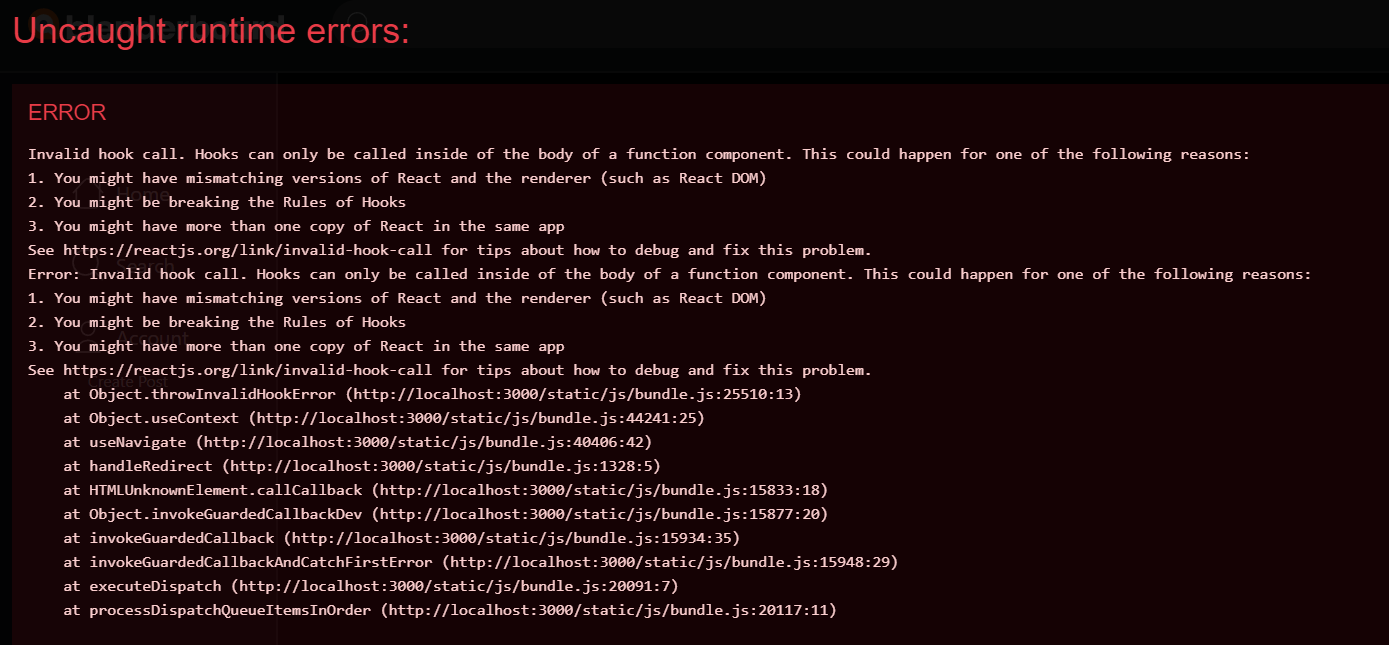 blenderboard
Uncaught runtime errors:
ERROR
Invalid hook call. Hooks can only be called inside of the body of a function component. This could happen for one of the following reasons:
1. You might have mismatching versions of React and the renderer (such as React DOM)
Home
2. You might be breaking the Rules of Hooks
3. You might have more than one copy of React in the same app
See https://reactjs.org/link/invalid-hook-call for tips about how to debug and fix this problem.
Search
Error: Invalid hook call. Hooks can only be called inside of the body of a function component. This could happen for one of the following reasons:
1. You might have mismatching versions of React and the renderer (such as React DOM)
2. You might be breaking the Rules of Hooks
Account
3. You might have more than one copy of React in the same app
See https://reactjs.org/link/invalid-hook-call for tips about how to debug and fix this problem.
Create Post
at Object.throwInvalidHookError (http://localhost:3000/static/js/bundle.js:25510:13)
at Object.useContext (http://localhost:3000/static/js/bundle.js:44241:25)
at useNavigate (http://localhost:3000/static/js/bundle.js:40406:42)
at handleRedirect (http://localhost:3000/static/js/bundle.js:1328:5)
at HTMLUnknownElement.callCallback (http://localhost:3000/static/js/bundle.js:15833:18)
at Object.invokeGuardedCallbackDev (http://localhost:3000/static/js/bundle.js:15877:20)
at invokeGuardedCallback (http://localhost:3000/static/js/bundle.js:15934:35)
at invokeGuardedCallbackAndCatchFirstError (http://localhost:3000/static/js/bundle.js:15948:29)
at executeDispatch (http://localhost:3000/static/js/bundle.js:20091:7)
at processDispatchQueueItemsInOrder (http://localhost:3000/static/js/bundle.js:20117:11)